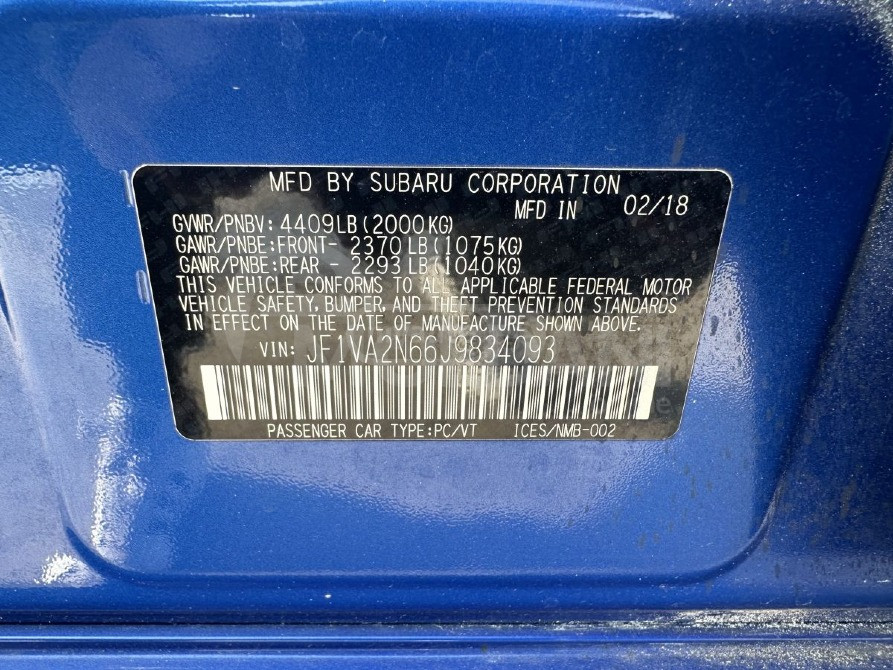 MFD BY SUBARU CORPORATION
MFD IN 02/18
GVWR/PNBV: 4409LB(2000KG)
GAWR/PNBE:FRONT- 2370LB(1075KG)
GAWR/PNBE:REAR - 2293LB(1040KG)
THIS VEHICLE CONFORMS TO ALL APPLICABLE FEDERAL MOTOR
VEHICLE SAFETY, BUMPER, AND THEFT PREVENTION STANDARDS
IN EFFECT ON THE DATE OF MANUFACTURE SHOWN ABOVE.
VIN: JF1VA2N66J9834093
PASSENGER CAR TYPE:PC/VT ICES/NMB-002